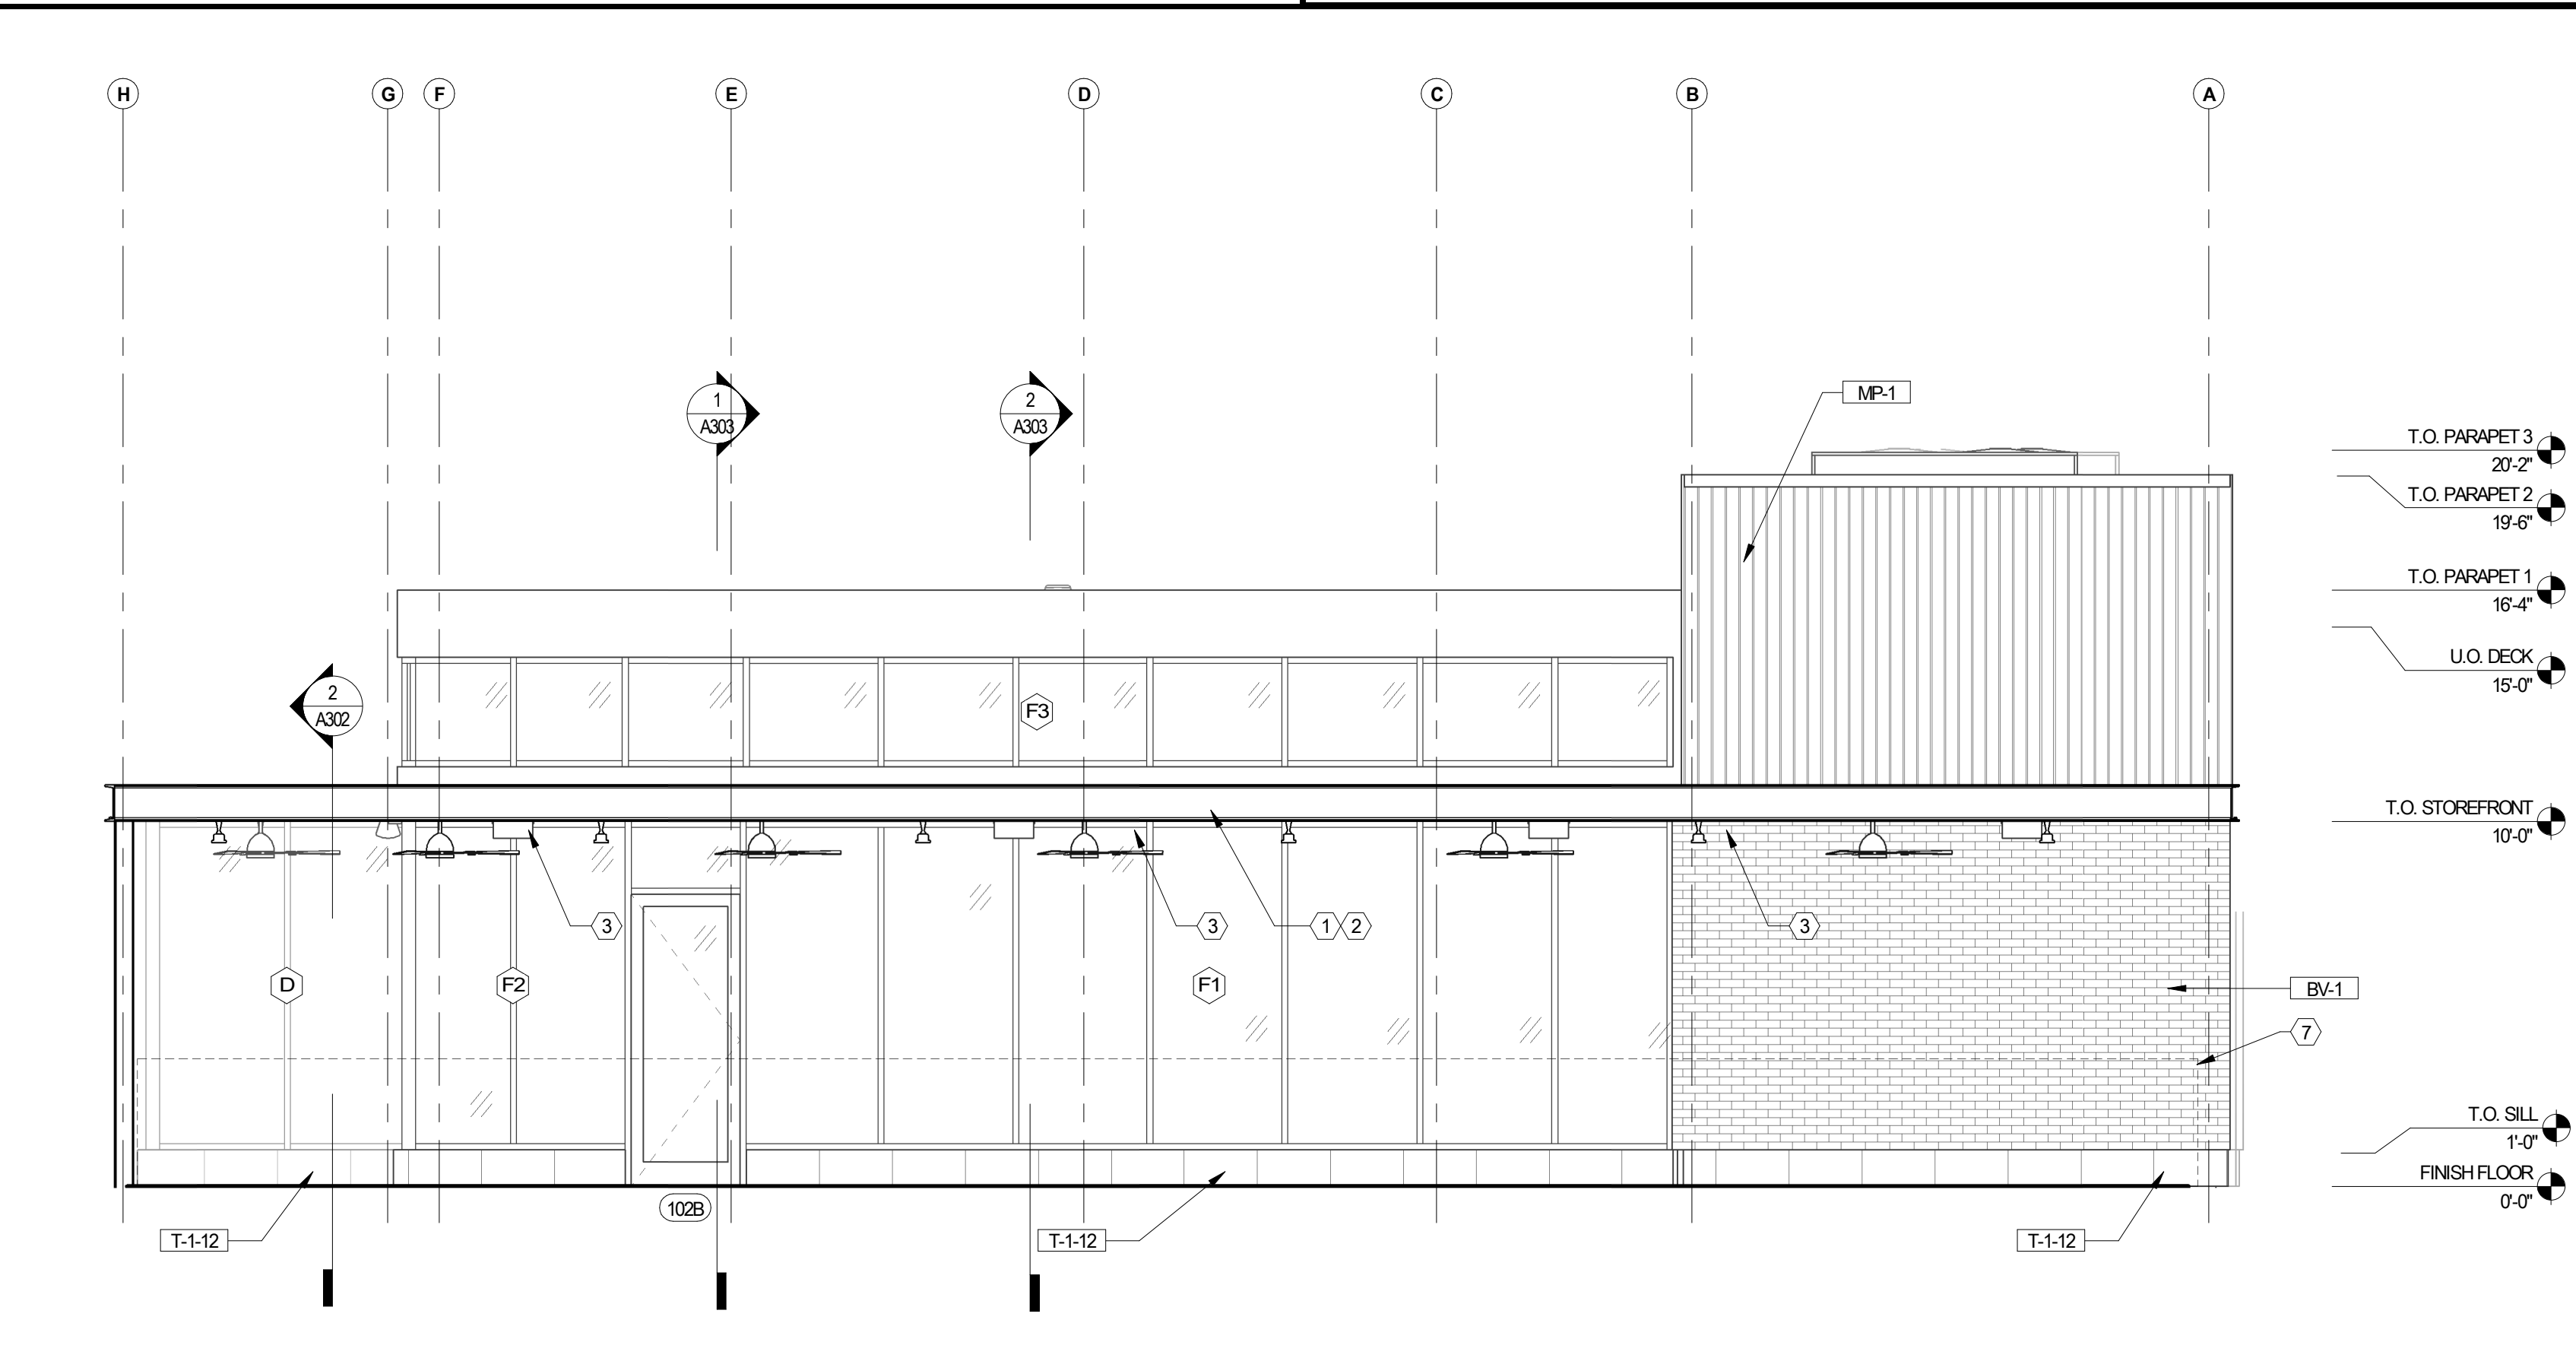 H G F E D C B A
1
A303
2
A303
MP-1
T.O. PARAPET 3
20'-2"
T.O. PARAPET 2
19'-6"
T.O. PARAPET 1
16'-4"
U.O. DECK
15'-0"
2
A302
F3
T.O. STOREFRONT
10'-0"
3 3 1 2 3
D F2 F1
BV-1
7
T.O. SILL
1'-0"
FINISH FLOOR
0'-0"
102B
T-1-12 T-1-12 T-1-12